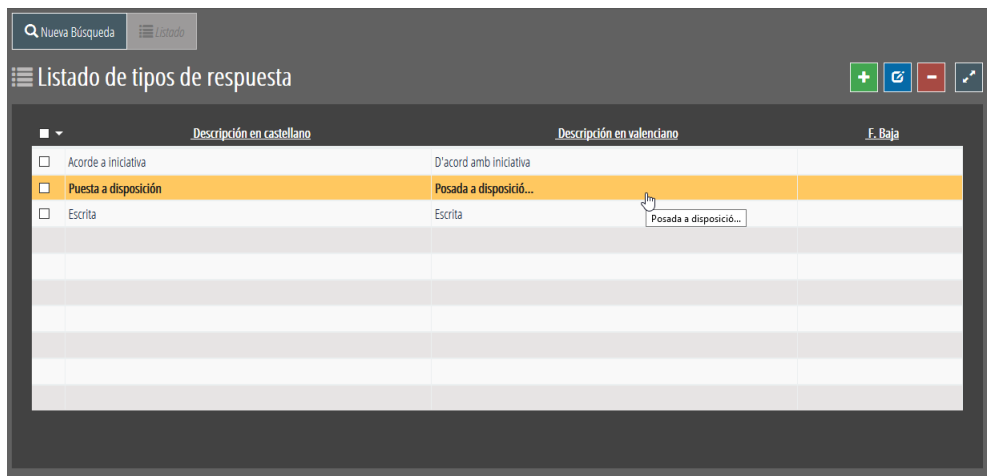 Nueva Búsqueda Listado
Listado de tipos de respuesta
Descripción en castellano Descripción en valenciano F. Baja
Acorde a iniciativa D'acord amb iniciativa
Puesta a disposición Posada a disposició...
Escrita Escrita
Posada a disposició...